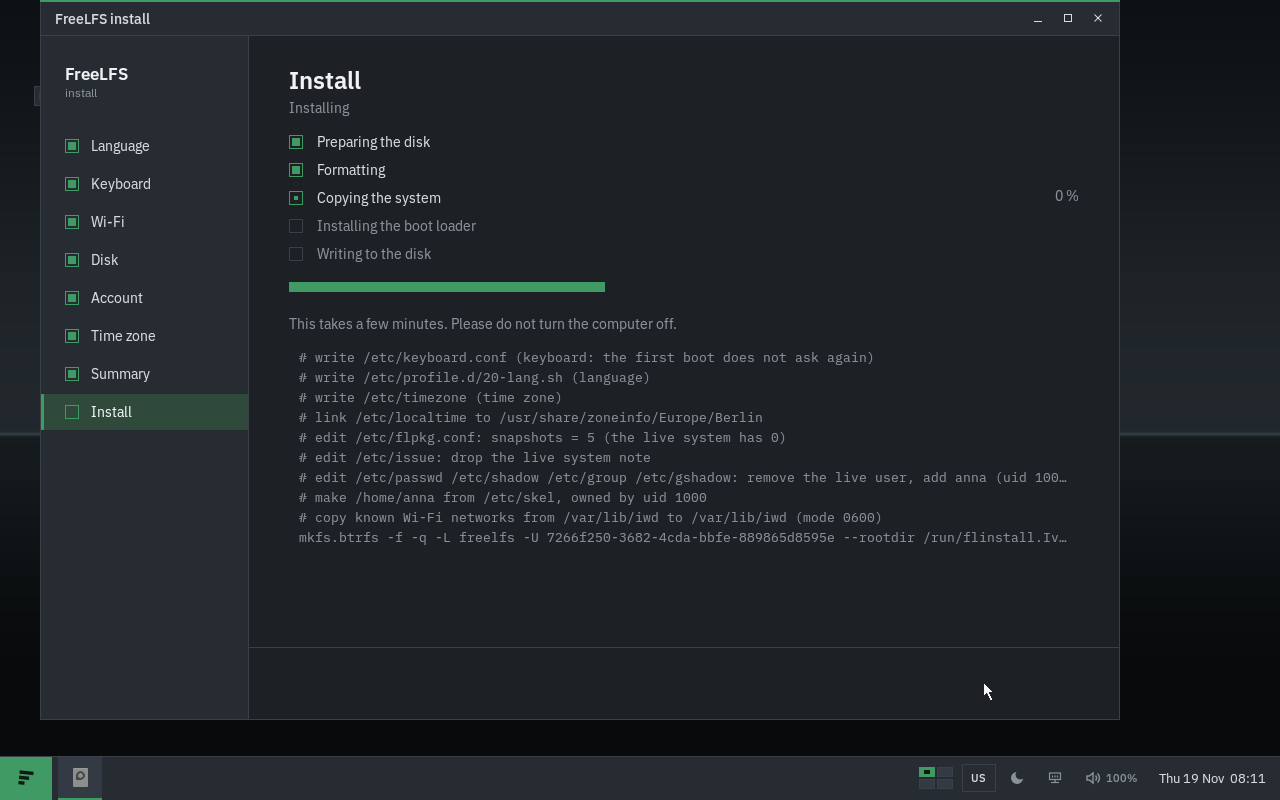 FreeLFS install
FreeLFS
install
Language
Keyboard
Wi-Fi
Disk
Account
Time zone
Summary
Install
Install
Installing
Preparing the disk
Formatting
Copying the system
0 %
Installing the boot loader
Writing to the disk
This takes a few minutes. Please do not turn the computer off.
# write /etc/keyboard.conf (keyboard: the first boot does not ask again)
# write /etc/profile.d/20-lang.sh (language)
# write /etc/timezone (time zone)
# link /etc/localtime to /usr/share/zoneinfo/Europe/Berlin
# edit /etc/flpkg.conf: snapshots = 5 (the live system has 0)
# edit /etc/issue: drop the live system note
# edit /etc/passwd /etc/shadow /etc/group /etc/gshadow: remove the live user, add anna (uid 100…
# make /home/anna from /etc/skel, owned by uid 1000
# copy known Wi-Fi networks from /var/lib/iwd to /var/lib/iwd (mode 0600)
mkfs.btrfs -f -q -L freelfs -U 7266f250-3682-4cda-bbfe-889865d8595e --rootdir /run/flinstall.Iv…
US
100%
Thu 19 Nov 08:11